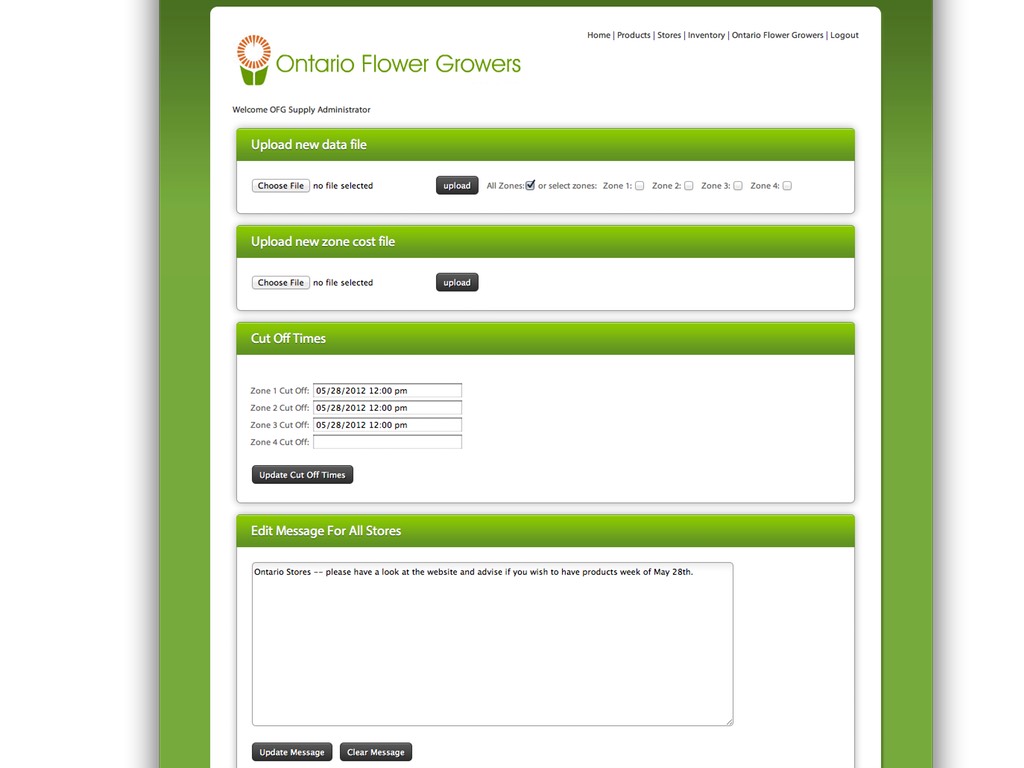 Home | Products | Stores | Inventory | Ontario Flower Growers | Logout
Ontario Flower Growers
Welcome OFG Supply Administrator
Upload new data file
Choose File no file selected upload All Zones: or select zones: Zone 1: Zone 2: Zone 3: Zone 4:
Upload new zone cost file
Choose File no file selected upload
Cut Off Times
Zone 1 Cut Off: 05/28/2012 12:00 pm
Zone 2 Cut Off: 05/28/2012 12:00 pm
Zone 3 Cut Off: 05/28/2012 12:00 pm
Zone 4 Cut Off:
Update Cut Off Times
Edit Message For All Stores
Ontario Stores -- please have a look at the website and advise if you wish to have products week of May 28th.
Update Message Clear Message